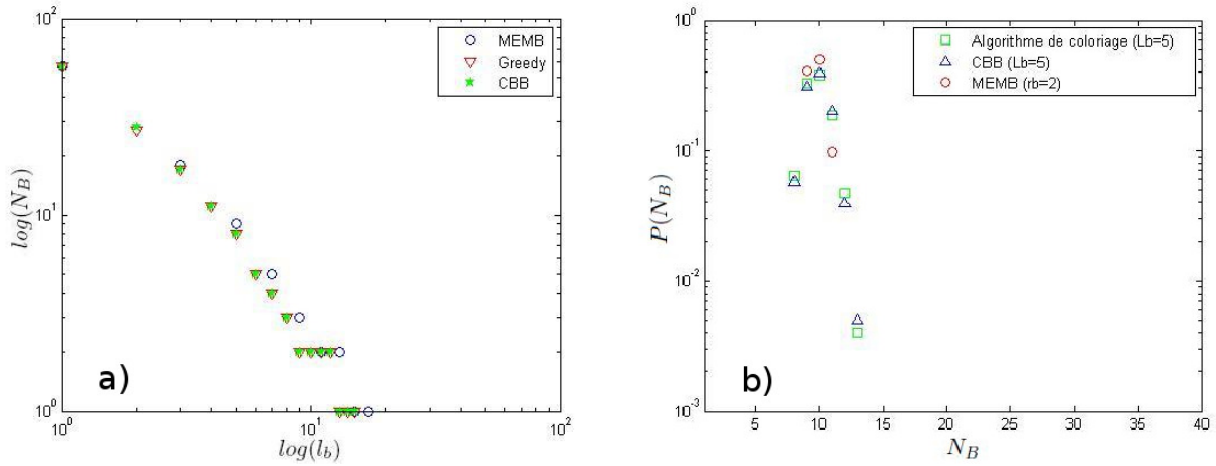 10^2
10^1
10^0
log(N_B)
MEMB
Greedy
CBB
a)
10^0
10^1
10^2
log(l_b)
10^0
10^-1
10^-2
10^-3
P(N_B)
Algorithme de coloriage (Lb=5)
CBB (Lb=5)
MEMB (rb=2)
b)
5 10 15 20 25 30 35 40
N_B